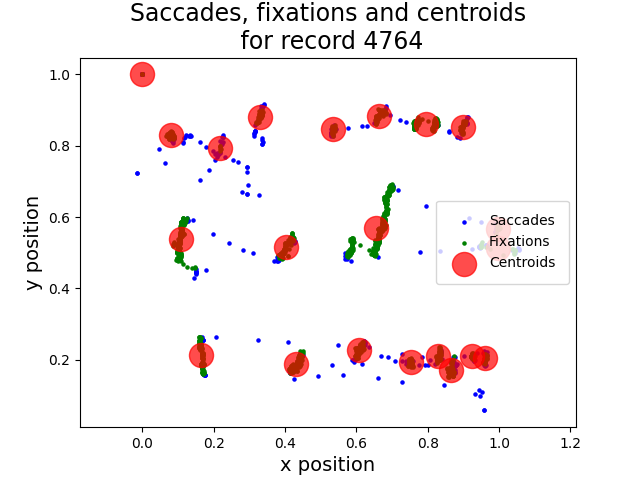 Saccades, fixations and centroids
for record 4764
1.0
0.8
0.6
0.4
0.2
y position
Saccades
Fixations
Centroids
0.0
0.2
0.4
0.6
0.8
1.0
1.2
x position